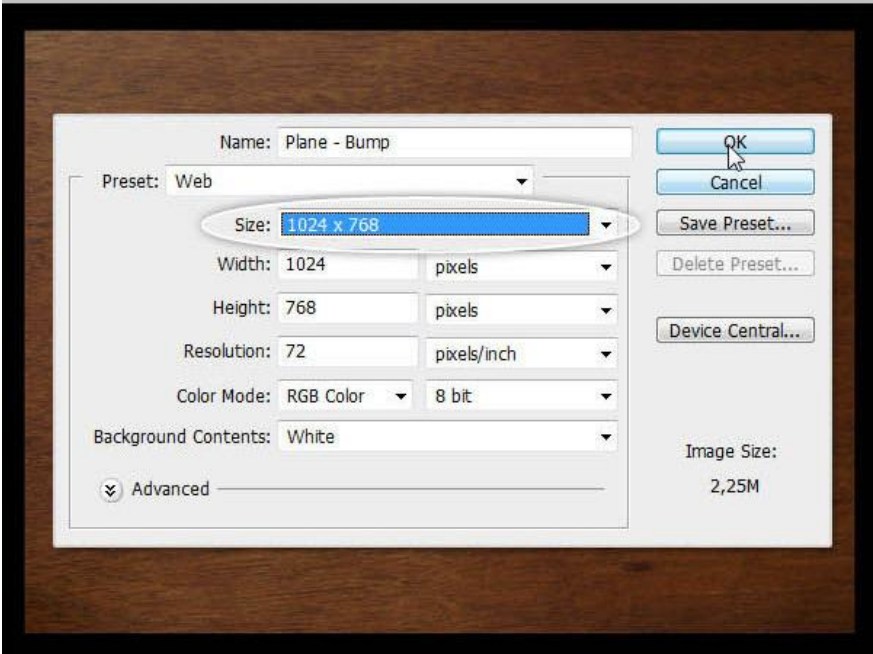 Name: Plane - Bump
OK
Preset: Web
Cancel
Size: 1024 x 768
Save Preset...
Width: 1024 pixels
Delete Preset...
Height: 768 pixels
Device Central...
Resolution: 72 pixels/inch
Color Mode: RGB Color 8 bit
Background Contents: White
Image Size:
Advanced
2,25M